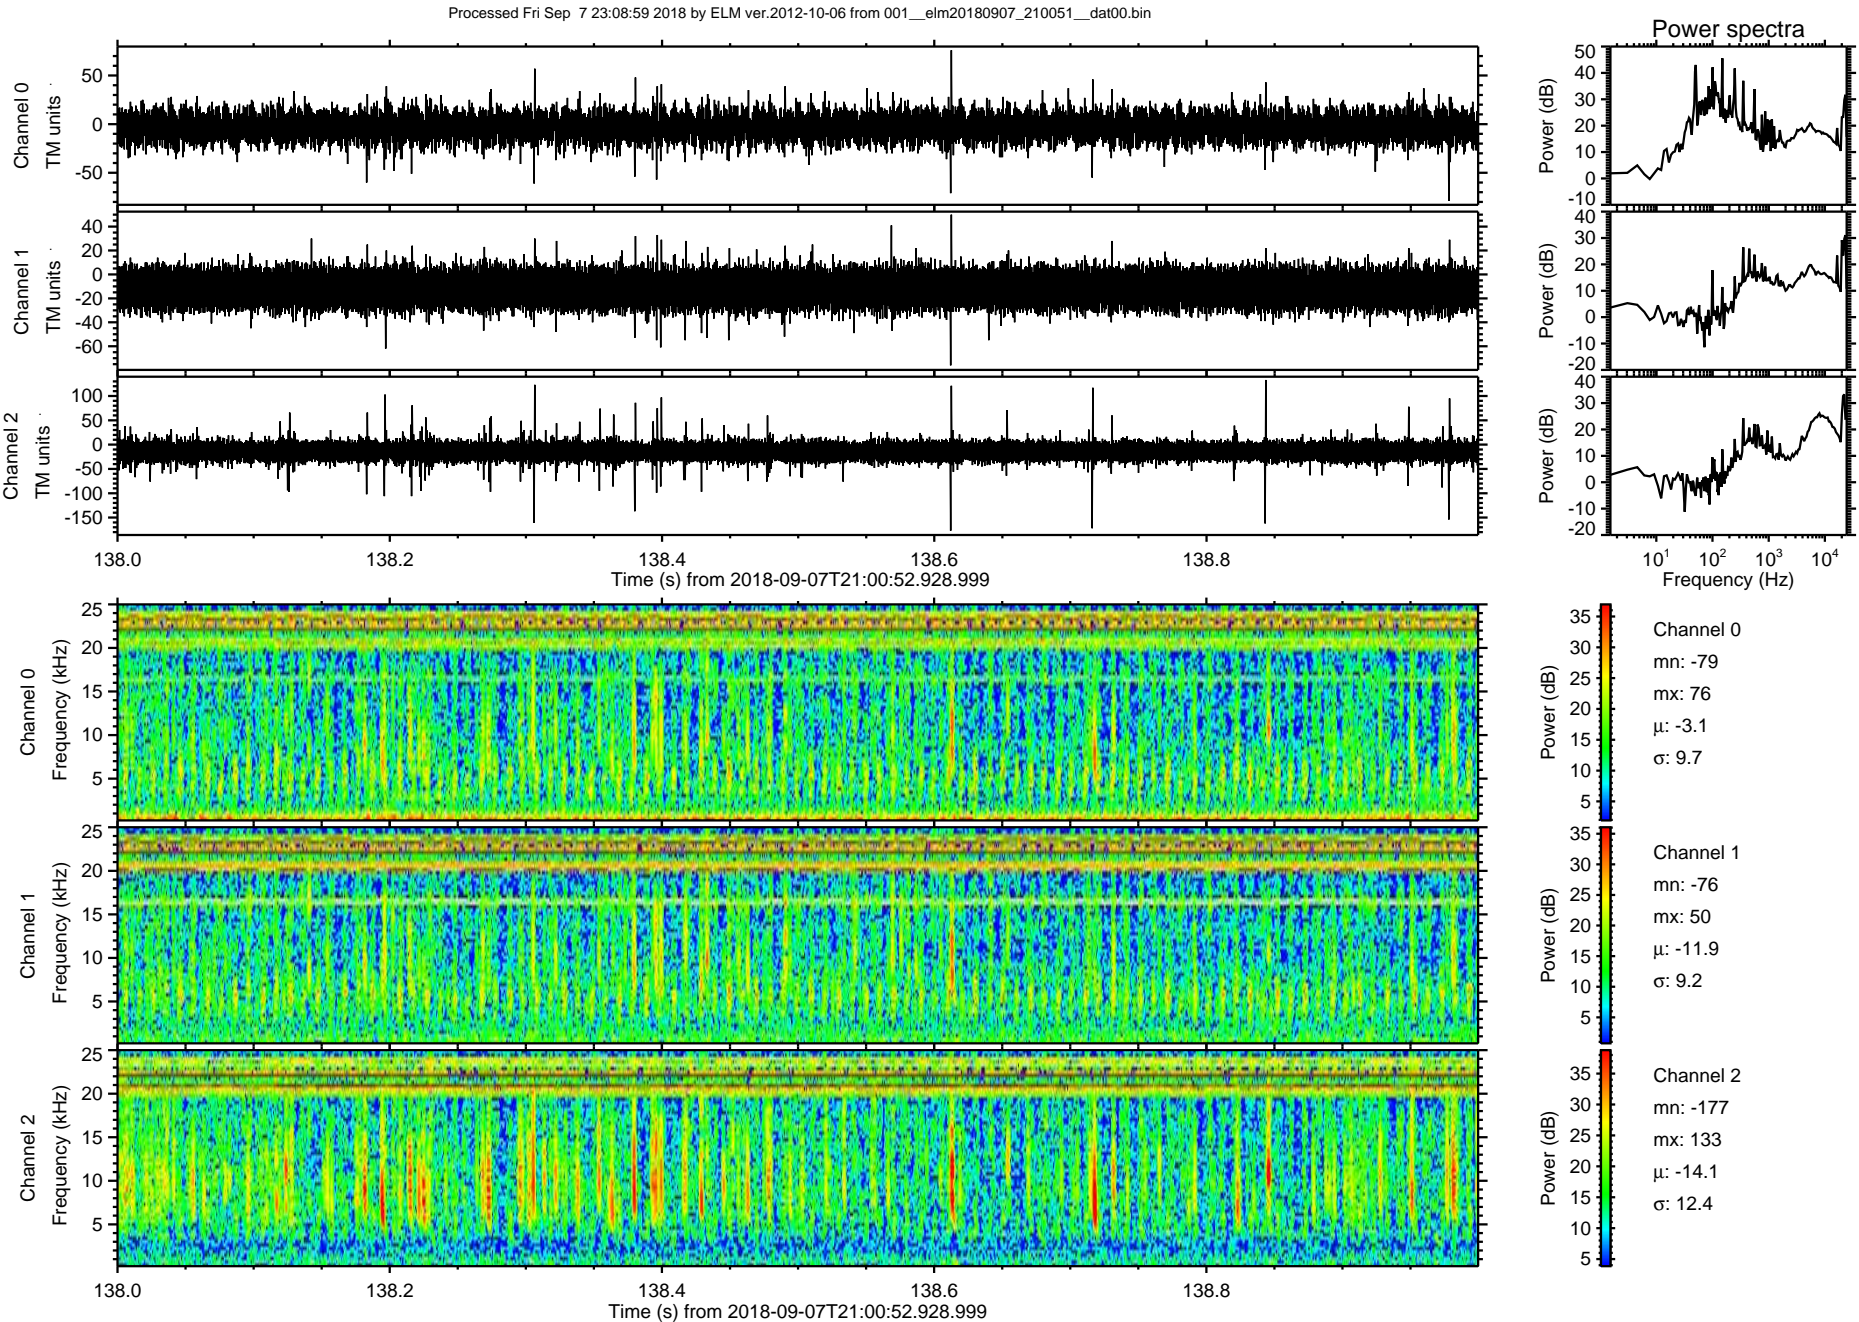 Processed Fri Sep  7 23:08:59 2018 by ELM ver.2012-10-06 from 001__elm20180907_210051__dat00.bin
Power spectra
Channel 0
TM units
50
0
-50
Power (dB)
50
40
30
20
10
0
-10
Channel 1
TM units
40
20
0
-20
-40
-60
Power (dB)
40
30
20
10
0
-10
-20
Channel 2
TM units
100
50
0
-50
-100
-150
Power (dB)
40
30
20
10
0
-10
-20
138.0 138.2 138.4 138.6 138.8
Time (s) from 2018-09-07T21:00:52.928.999
10¹ 10² 10³ 10⁴
Frequency (Hz)
Channel 0
Frequency (kHz)
25
20
15
10
5
Power (dB)
35
30
25
20
15
10
5
Channel 0
mn: -79
mx: 76
μ: -3.1
σ: 9.7
Channel 1
Frequency (kHz)
25
20
15
10
5
Power (dB)
35
30
25
20
15
10
5
Channel 1
mn: -76
mx: 50
μ: -11.9
σ: 9.2
Channel 2
Frequency (kHz)
25
20
15
10
5
Power (dB)
35
30
25
20
15
10
5
Channel 2
mn: -177
mx: 133
μ: -14.1
σ: 12.4
138.0 138.2 138.4 138.6 138.8
Time (s) from 2018-09-07T21:00:52.928.999